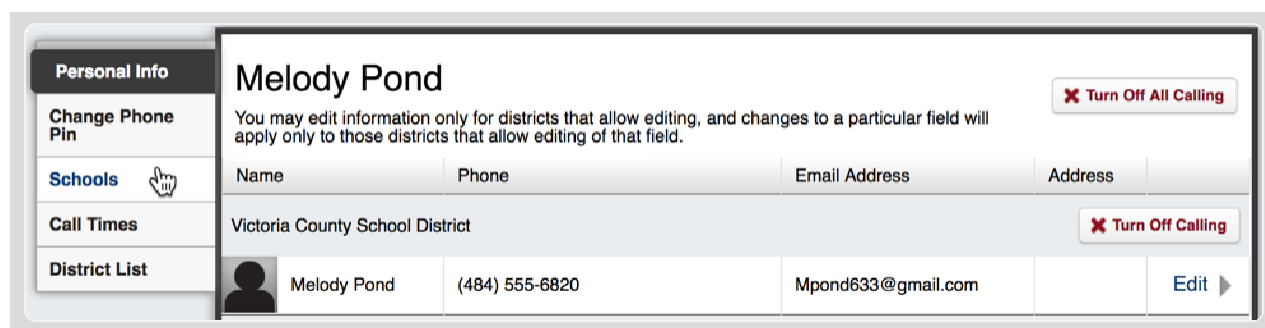 Personal Info
Change Phone
Pin
Schools
Call Times
District List
Melody Pond
You may edit information only for districts that allow editing, and changes to a particular field will
apply only to those districts that allow editing of that field.
Turn Off All Calling
Name Phone Email Address Address
Victoria County School District Turn Off Calling
Melody Pond (484) 555-6820 Mpond633@gmail.com Edit